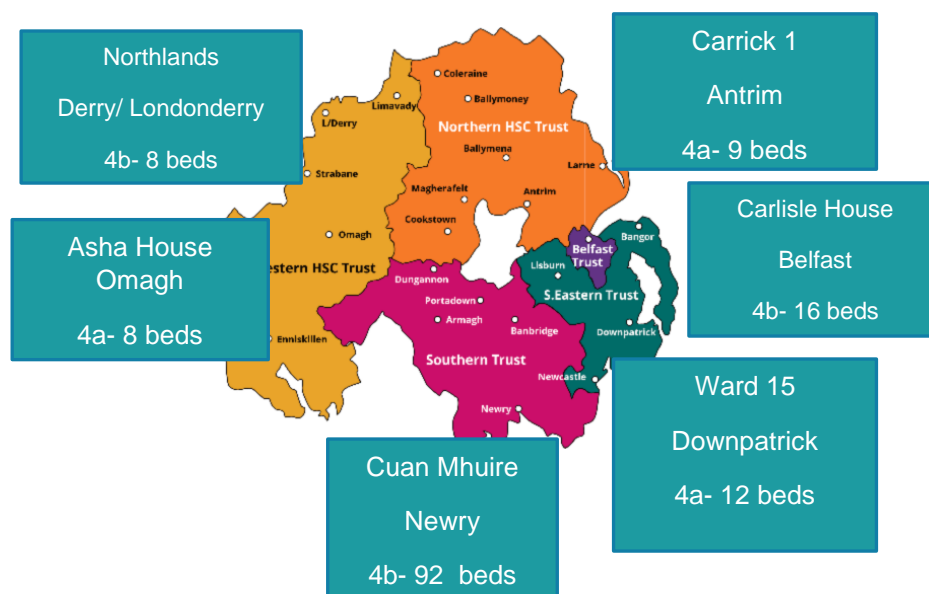 Northlands
Derry/ Londonderry
4b- 8 beds
Carrick 1
Antrim
4a- 9 beds
Asha House
Omagh
4a- 8 beds
Carlisle House
Belfast
4b- 16 beds
Ward 15
Downpatrick
4a- 12 beds
Cuan Mhuire
Newry
4b- 92 beds
Coleraine
Limavady
Ballymoney
L/Derry
Northern HSC Trust
Ballymena
Larne
Strabane
Magherafelt
Antrim
Cookstown
Omagh
Belfast
Trust
Bangor
estern HSC Trust
Dungannon
Lisburn
S.Eastern Trust
Portadown
Armagh
Banbridge
Downpatrick
Enniskillen
Southern Trust
Newcastle
Newry